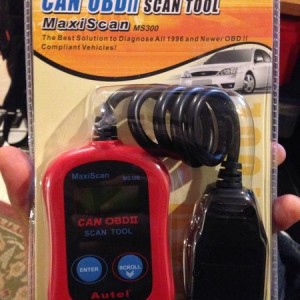 CAN OBDII SCAN TOOL
MaxiScan MS300
The Best Solution to Diagnose All 1996 and Newer OBD II
Compliant Vehicles!
MaxiScan
CAN OBDII
SCAN TOOL
ENTER
SCROLL
Autel